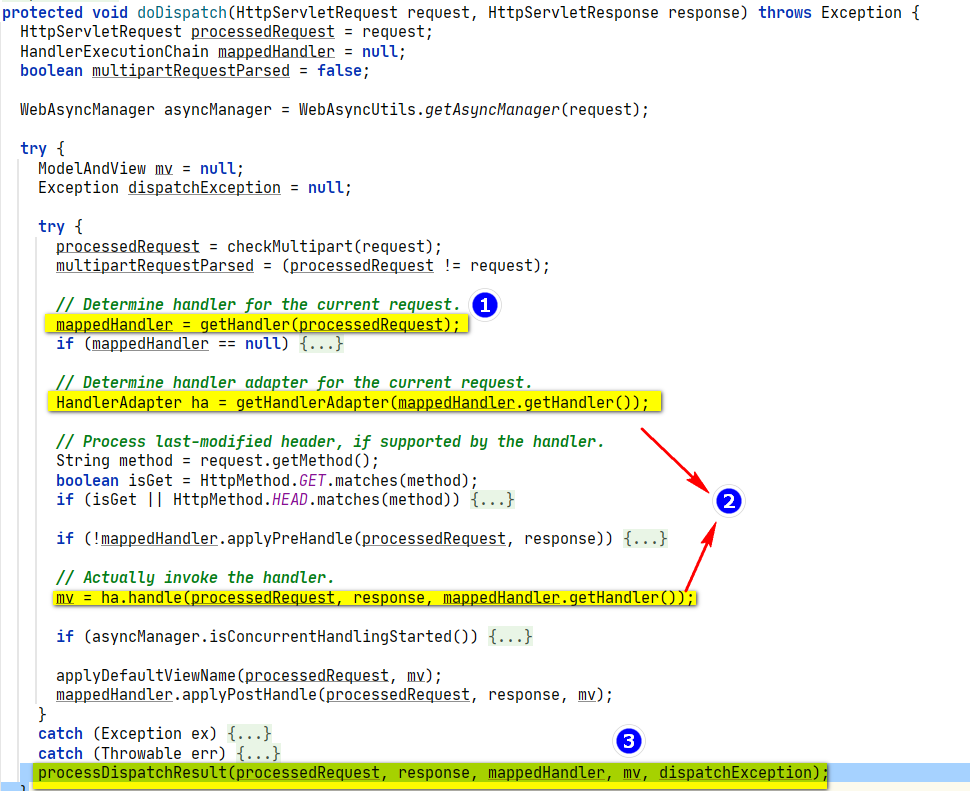 protected void doDispatch(HttpServletRequest request, HttpServletResponse response) throws Exception {
HttpServletRequest processedRequest = request;
HandlerExecutionChain mappedHandler = null;
boolean multipartRequestParsed = false;
WebAsyncManager asyncManager = WebAsyncUtils.getAsyncManager(request);
try {
ModelAndView mv = null;
Exception dispatchException = null;
try {
processedRequest = checkMultipart(request);
multipartRequestParsed = (processedRequest != request);
// Determine handler for the current request. 1
mappedHandler = getHandler(processedRequest);
if (mappedHandler == null) {...}
// Determine handler adapter for the current request.
HandlerAdapter ha = getHandlerAdapter(mappedHandler.getHandler());
// Process last-modified header, if supported by the handler.
String method = request.getMethod();
boolean isGet = HttpMethod.GET.matches(method);
if (isGet || HttpMethod.HEAD.matches(method)) {...}
2
if (!mappedHandler.applyPreHandle(processedRequest, response)) {...}
// Actually invoke the handler.
mv = ha.handle(processedRequest, response, mappedHandler.getHandler());
if (asyncManager.isConcurrentHandlingStarted()) {...}
applyDefaultViewName(processedRequest, mv);
mappedHandler.applyPostHandle(processedRequest, response, mv);
}
catch (Exception ex) {...}
3
catch (Throwable err) {...}
processDispatchResult(processedRequest, response, mappedHandler, mv, dispatchException);
}